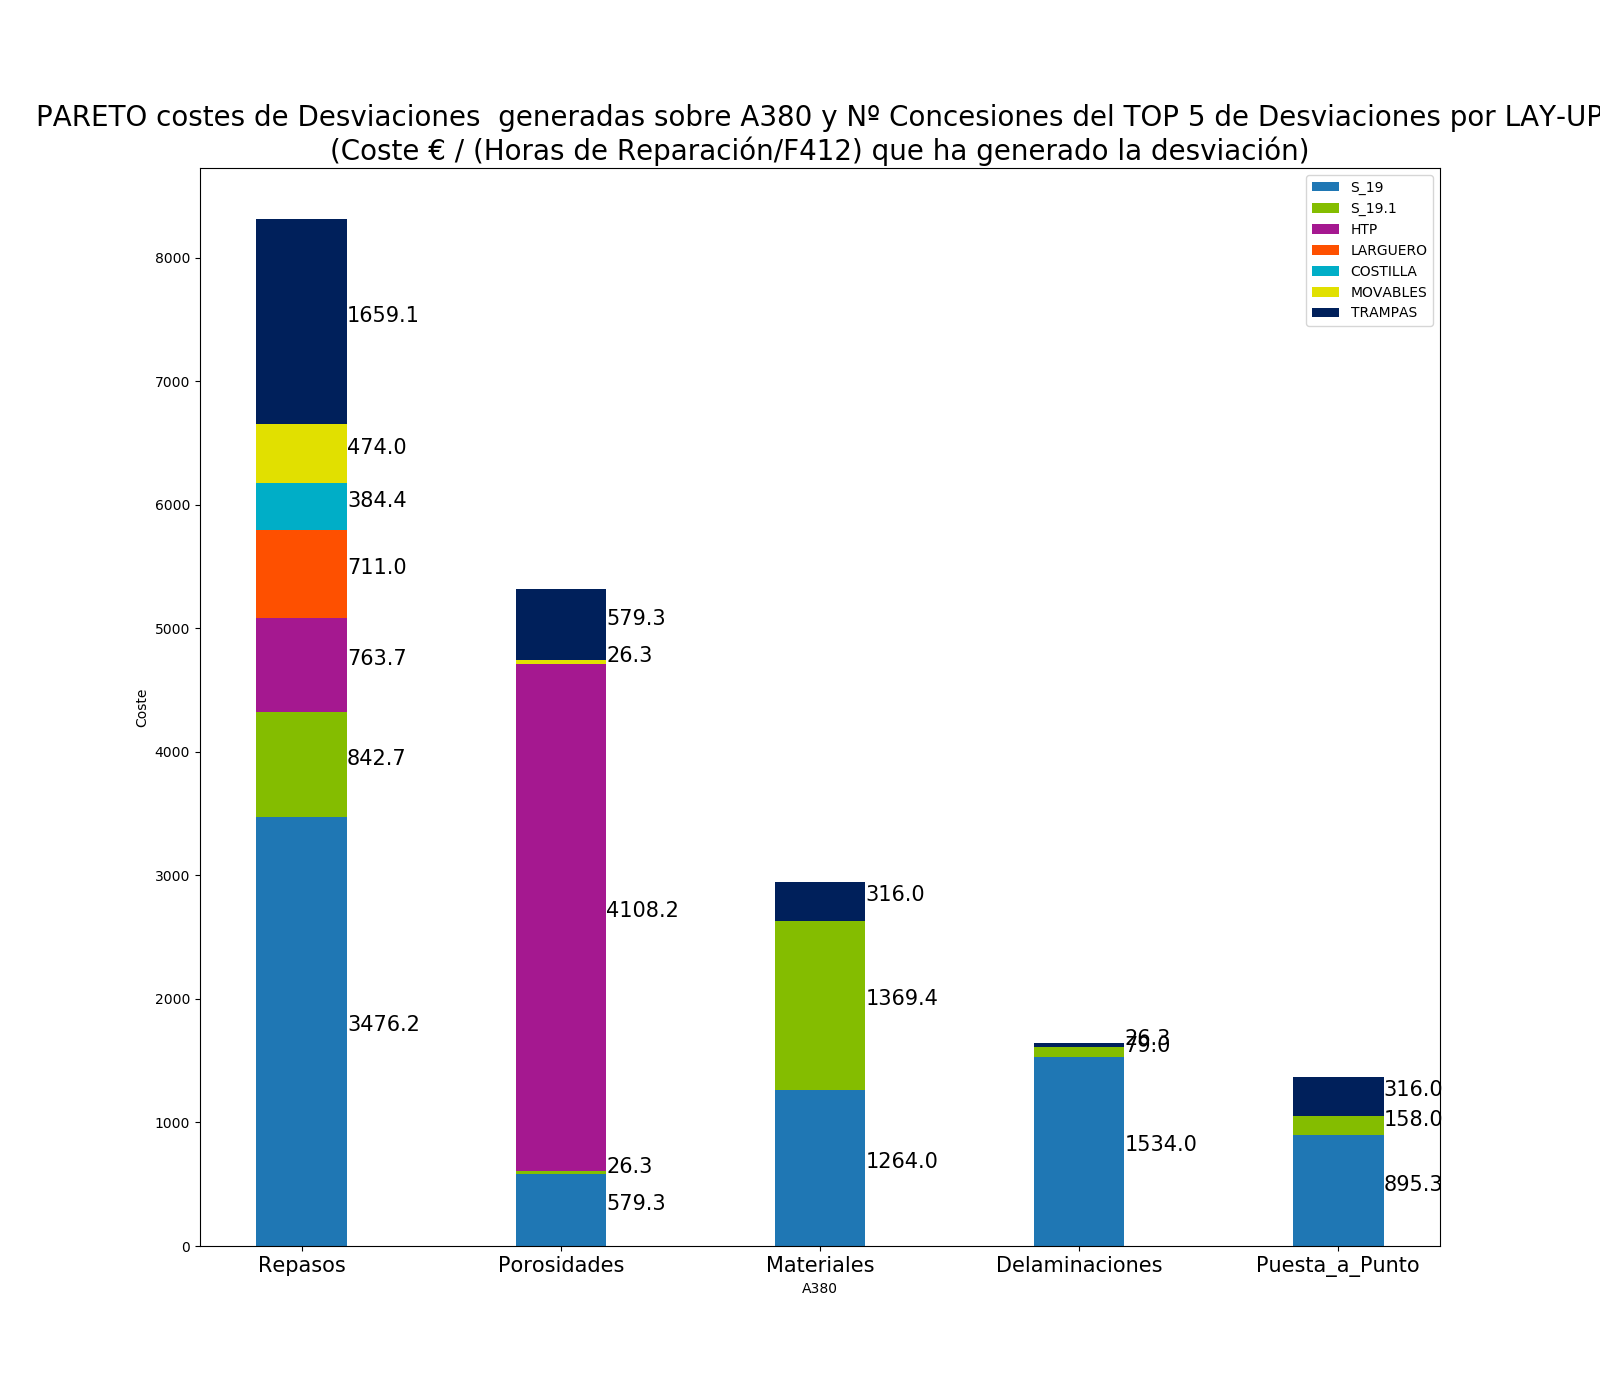 PARETO costes de Desviaciones  generadas sobre A380 y Nº Concesiones del TOP 5 de Desviaciones por LAY-UP
(Coste € / (Horas de Reparación/F412) que ha generado la desviación)
S_19
S_19.1
HTP
LARGUERO
COSTILLA
MOVABLES
TRAMPAS
8000
7000
6000
5000
4000
3000
2000
1000
0
Coste
1659.1
474.0
384.4
711.0
763.7
842.7
3476.2
579.3
26.3
4108.2
26.3
579.3
316.0
1369.4
1264.0
26.3
79.0
1534.0
316.0
158.0
895.3
Repasos
Porosidades
Materiales
Delaminaciones
Puesta_a_Punto
A380